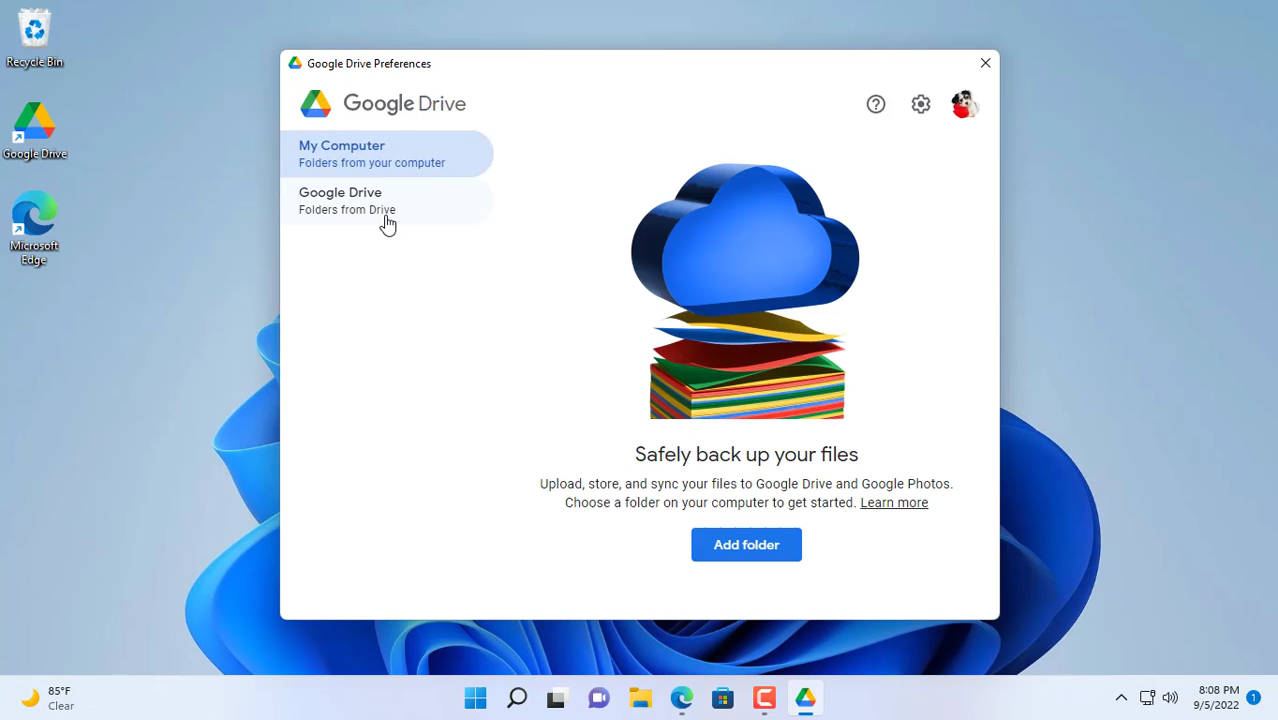 Recycle Bin
Google Drive
Microsoft
Edge
Google Drive Preferences
Google Drive
My Computer
Folders from your computer
Google Drive
Folders from Drive
Safely back up your files
Upload, store, and sync your files to Google Drive and Google Photos.
Choose a folder on your computer to get started. Learn more
Add folder
85°F
Clear
8:08 PM
9/5/2022
1